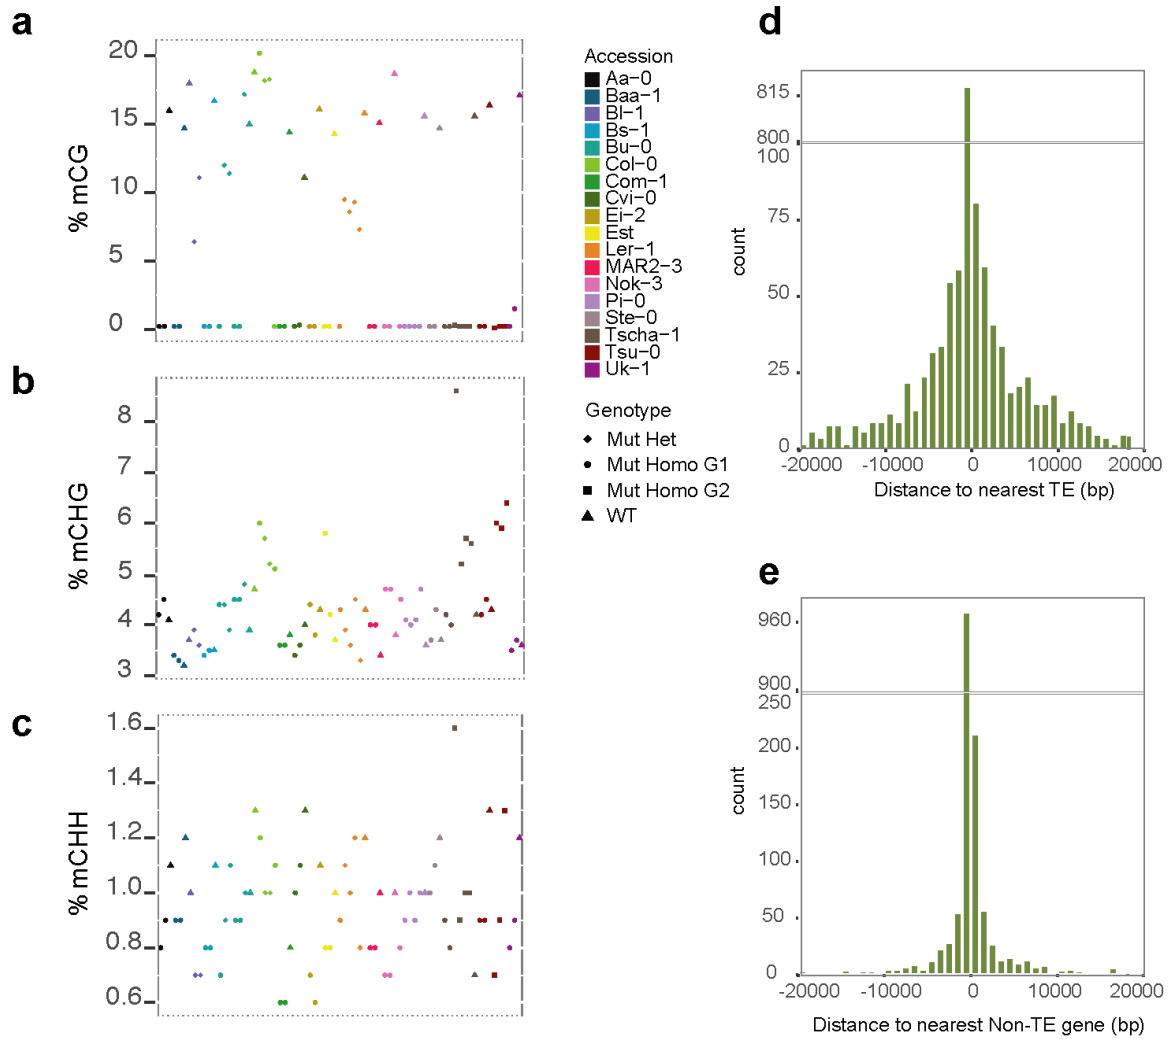 a
20
15
10
5
0
% mCG
b
8
7
6
5
4
3
% mCHG
c
1.6
1.4
1.2
1.0
0.8
0.6
% mCHH
Accession
Aa−0
Baa−1
Bl−1
Bs−1
Bu−0
Col−0
Com−1
Cvi−0
Ei−2
Est
Ler−1
MAR2−3
Nok−3
Pi−0
Ste−0
Tscha−1
Tsu−0
Uk−1
Genotype
Mut Het
Mut Homo G1
Mut Homo G2
WT
d
815
800
100
75
50
25
0
count
-20000 -10000 0 10000 20000
Distance to nearest TE (bp)
e
960
900
250
200
150
100
50
0
count
-20000 -10000 0 10000 20000
Distance to nearest Non-TE gene (bp)